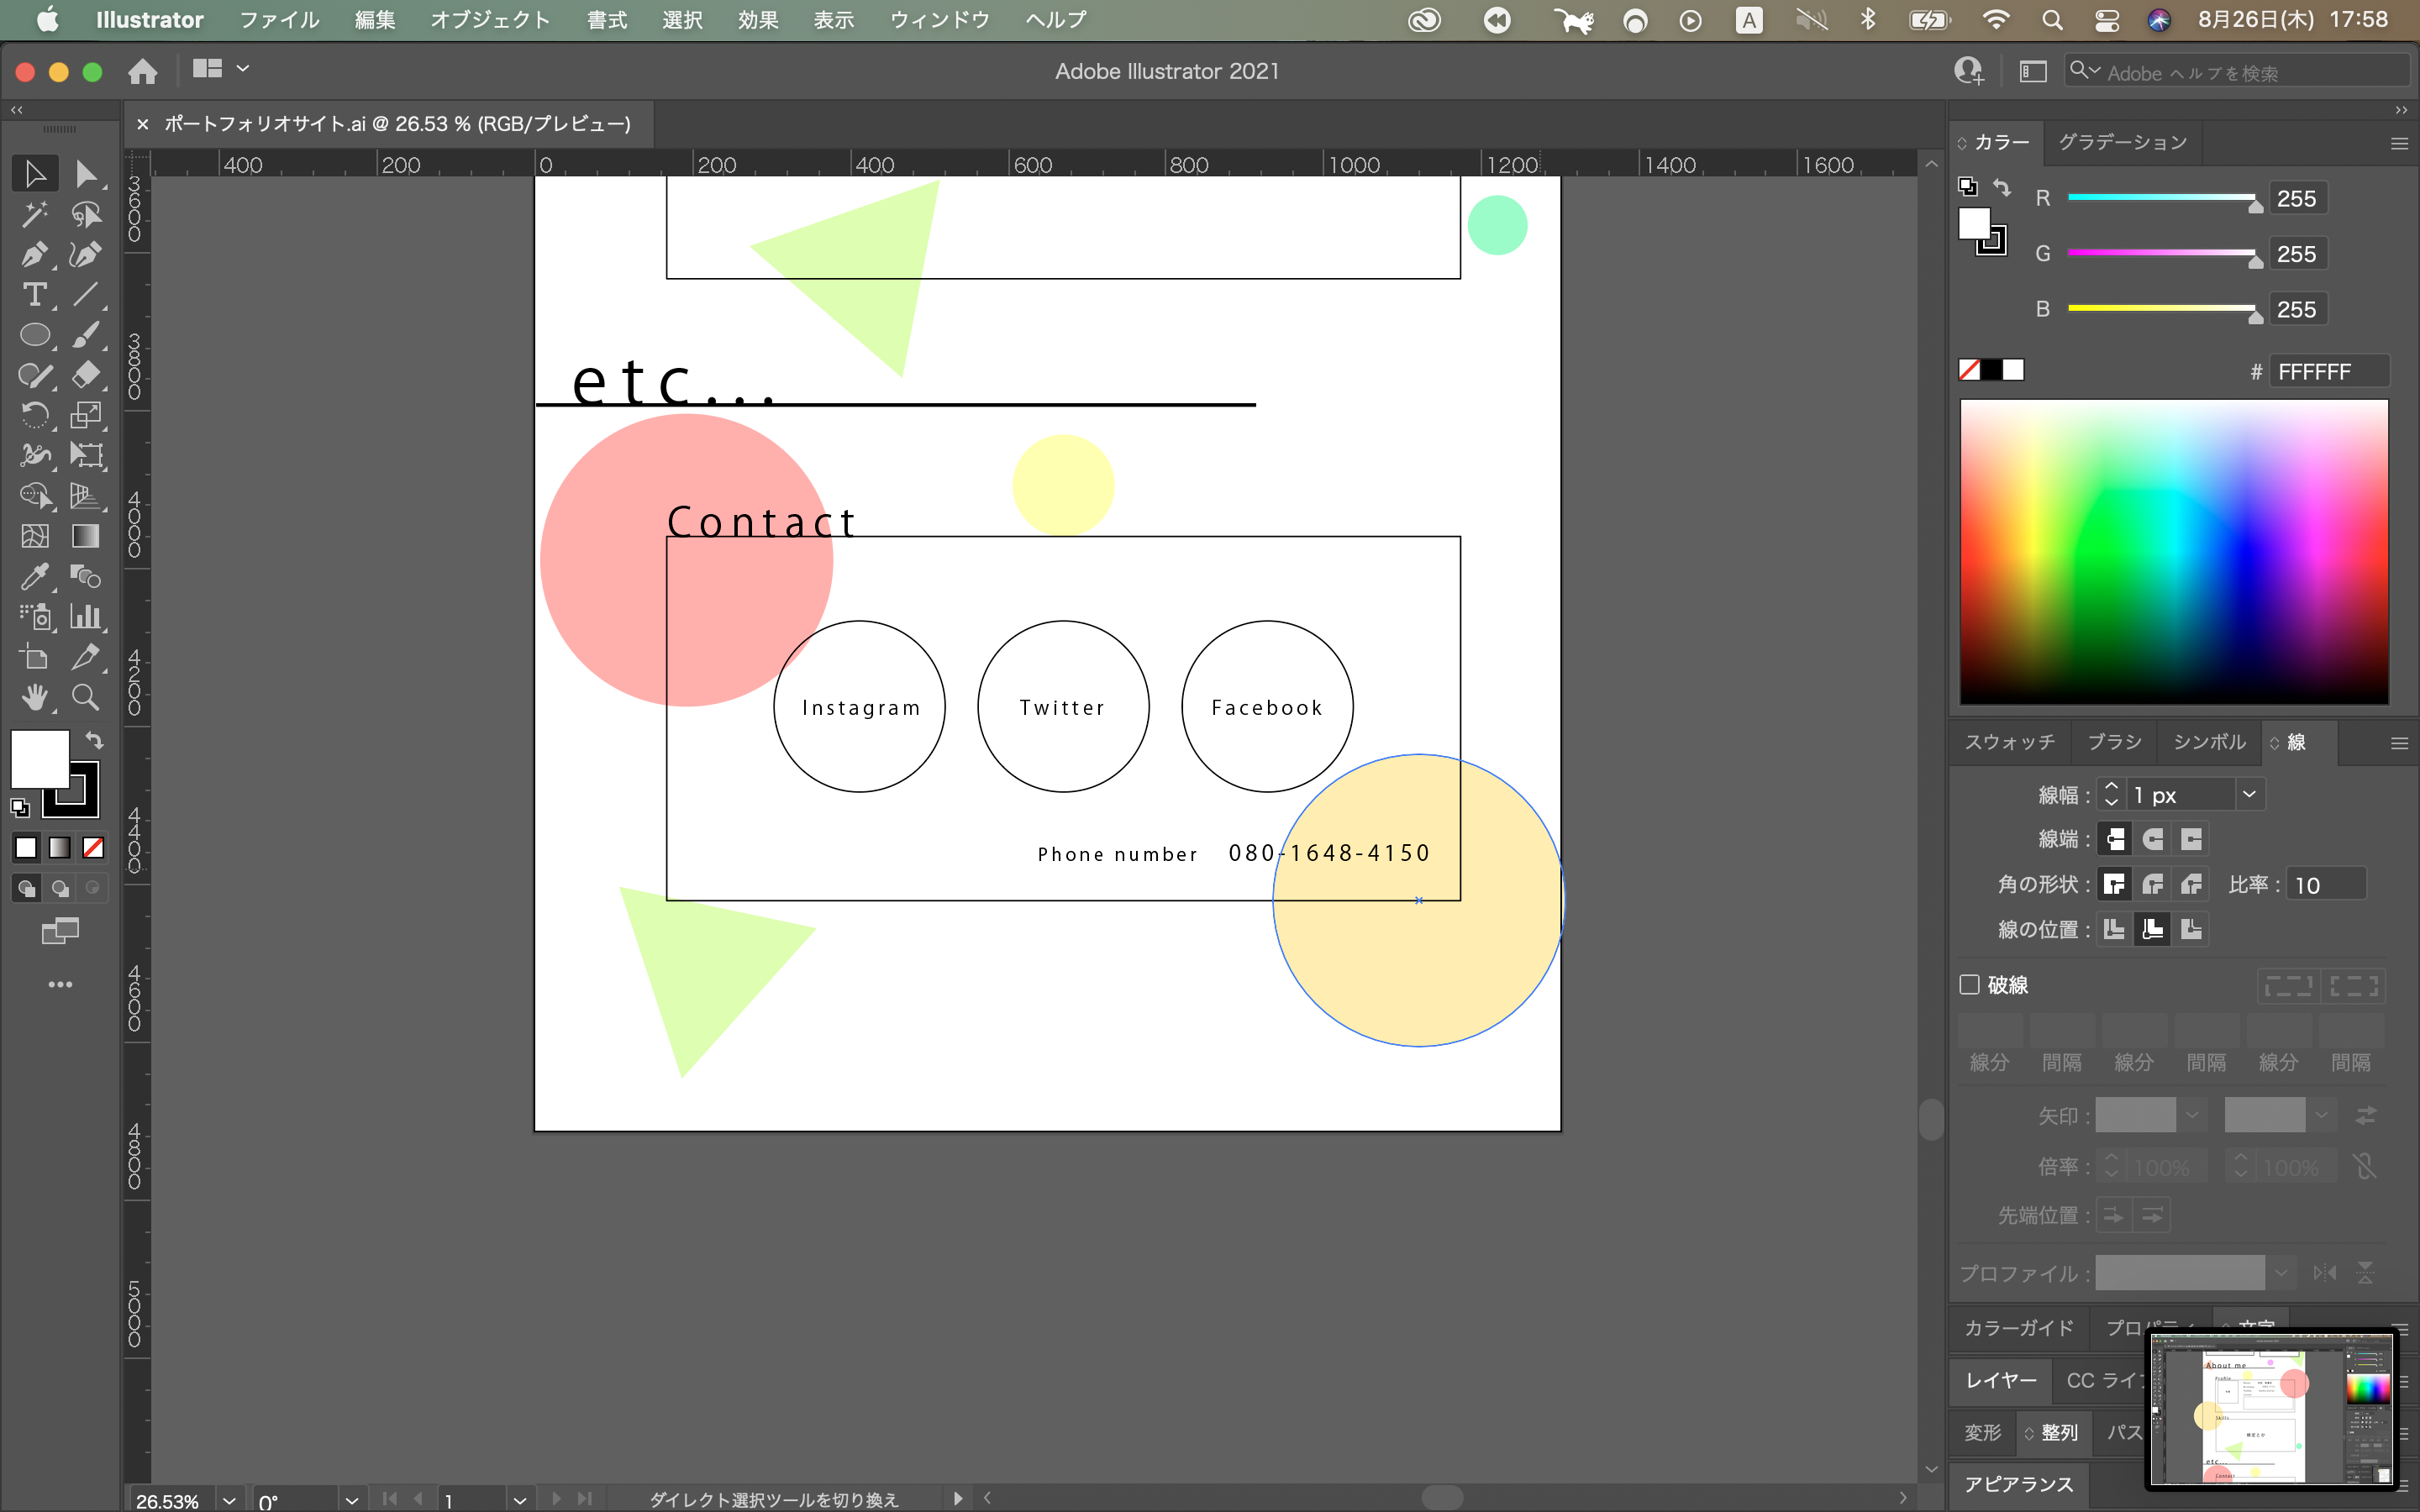 Illustrator ファイル 編集 オブジェクト 書式 選択 効果 表示 ウィンドウ ヘルプ A 8月26日(木) 17:58
Adobe Illustrator 2021 Adobe ヘルプを検索
ポートフォリオサイト.ai @ 26.53 % (RGB/プレビュー)
400 200 0 200 400 600 800 1000 1200 1400 1600
3600
3800
4000
4200
4400
4600
4800
5000
etc...
Contact
Instagram Twitter Facebook
Phone number 080-1648-4150
カラー グラデーション
R 255
G 255
B 255
# FFFFFF
スウォッチ ブラシ シンボル 線
線幅 : 1 px
線端 :
角の形状 : 比率 : 10
線の位置 :
破線
線分 間隔 線分 間隔 線分 間隔
矢印 :
倍率 : 100% 100%
先端位置 :
プロファイル :
カラーガイド プロパティ 文字
レイヤー CC ライブ
変形 整列 パス
アピアランス
About me
Skills
etc...
Contact
26.53% 0° 1 ダイレクト選択ツールを切り換え